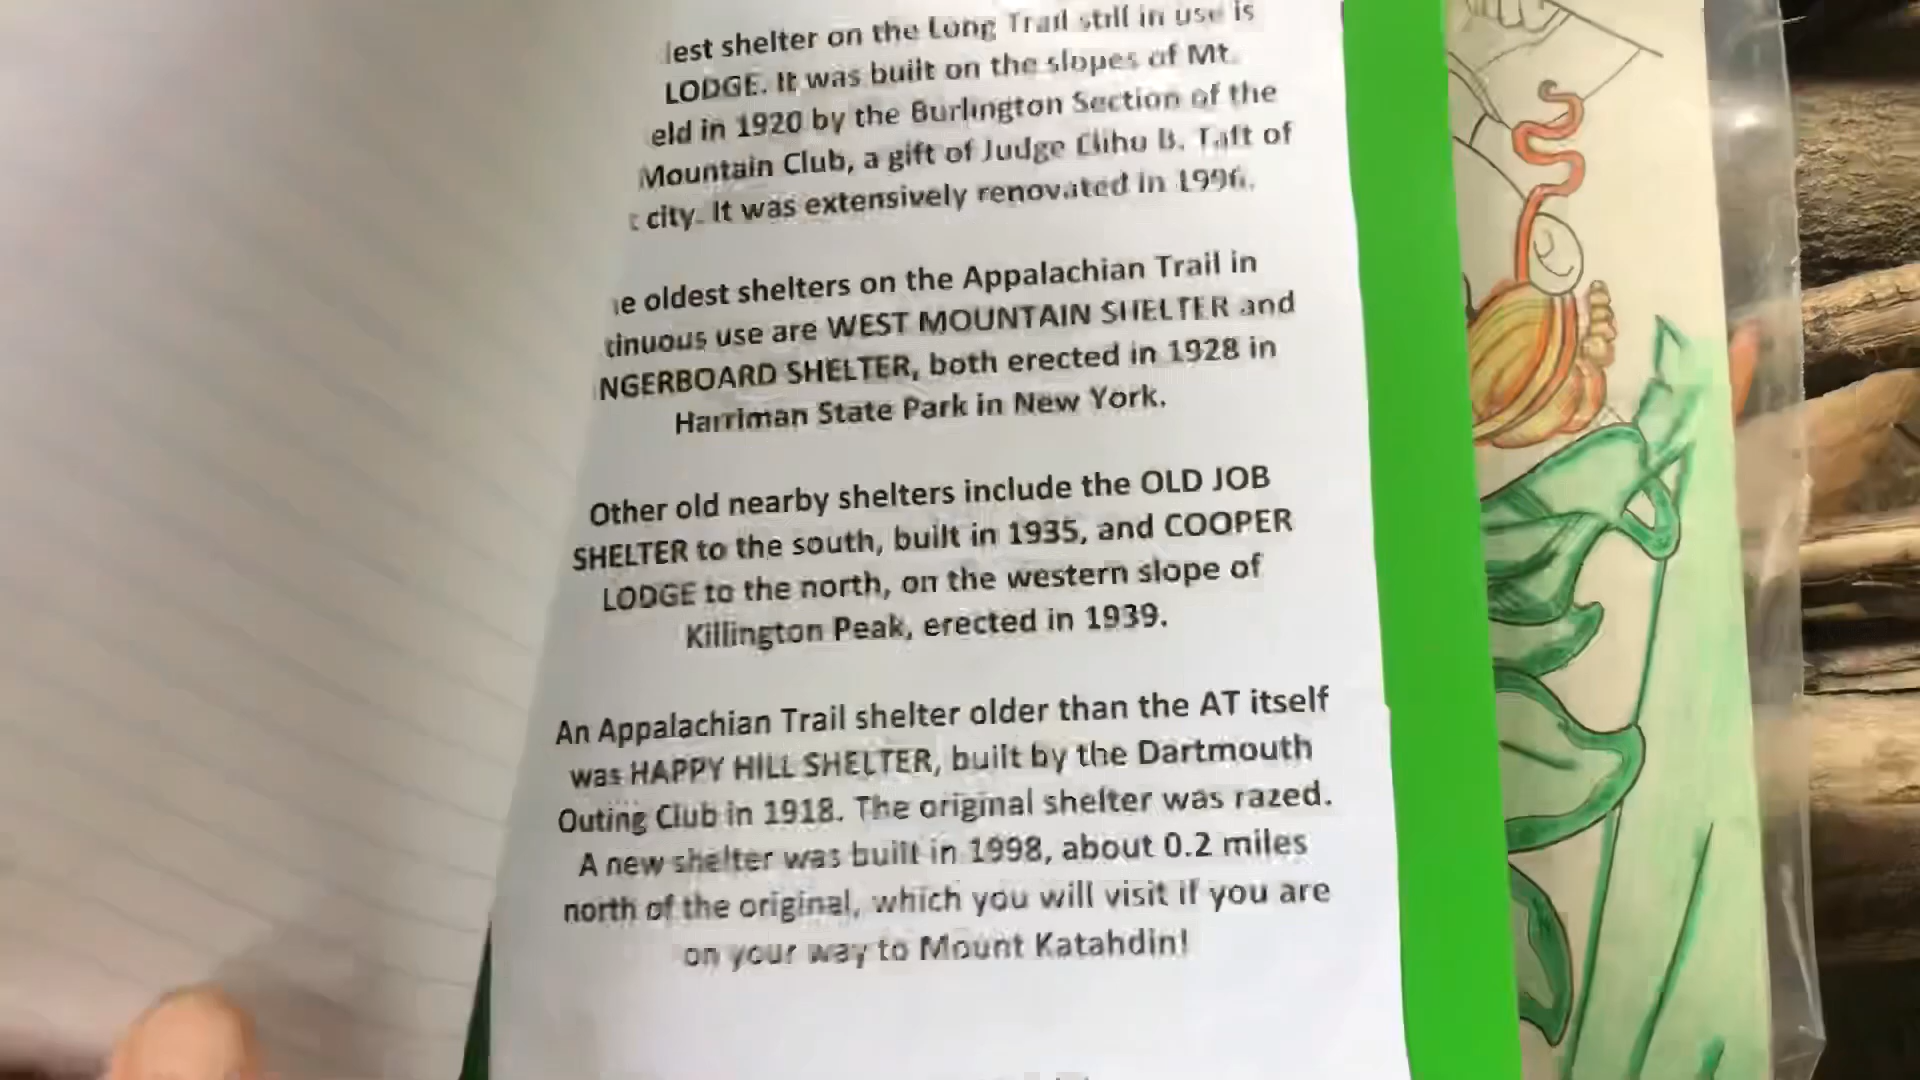 lest shelter on the Long Trail still in use is
LODGE. It was built on the slopes of Mt.
eld in 1920 by the Burlington Section of the
Mountain Club, a gift of Judge Elihu B. Taft of
city. It was extensively renovated in 1996.
e oldest shelters on the Appalachian Trail in
tinuous use are WEST MOUNTAIN SHELTER and
NGERBOARD SHELTER, both erected in 1928 in
Harriman State Park in New York.
Other old nearby shelters include the OLD JOB
SHELTER to the south, built in 1935, and COOPER
LODGE to the north, on the western slope of
Killington Peak, erected in 1939.
An Appalachian Trail shelter older than the AT itself
was HAPPY HILL SHELTER, built by the Dartmouth
Outing Club in 1918. The original shelter was razed.
A new shelter was built in 1998, about 0.2 miles
north of the original, which you will visit if you are
on your way to Mount Katahdin!